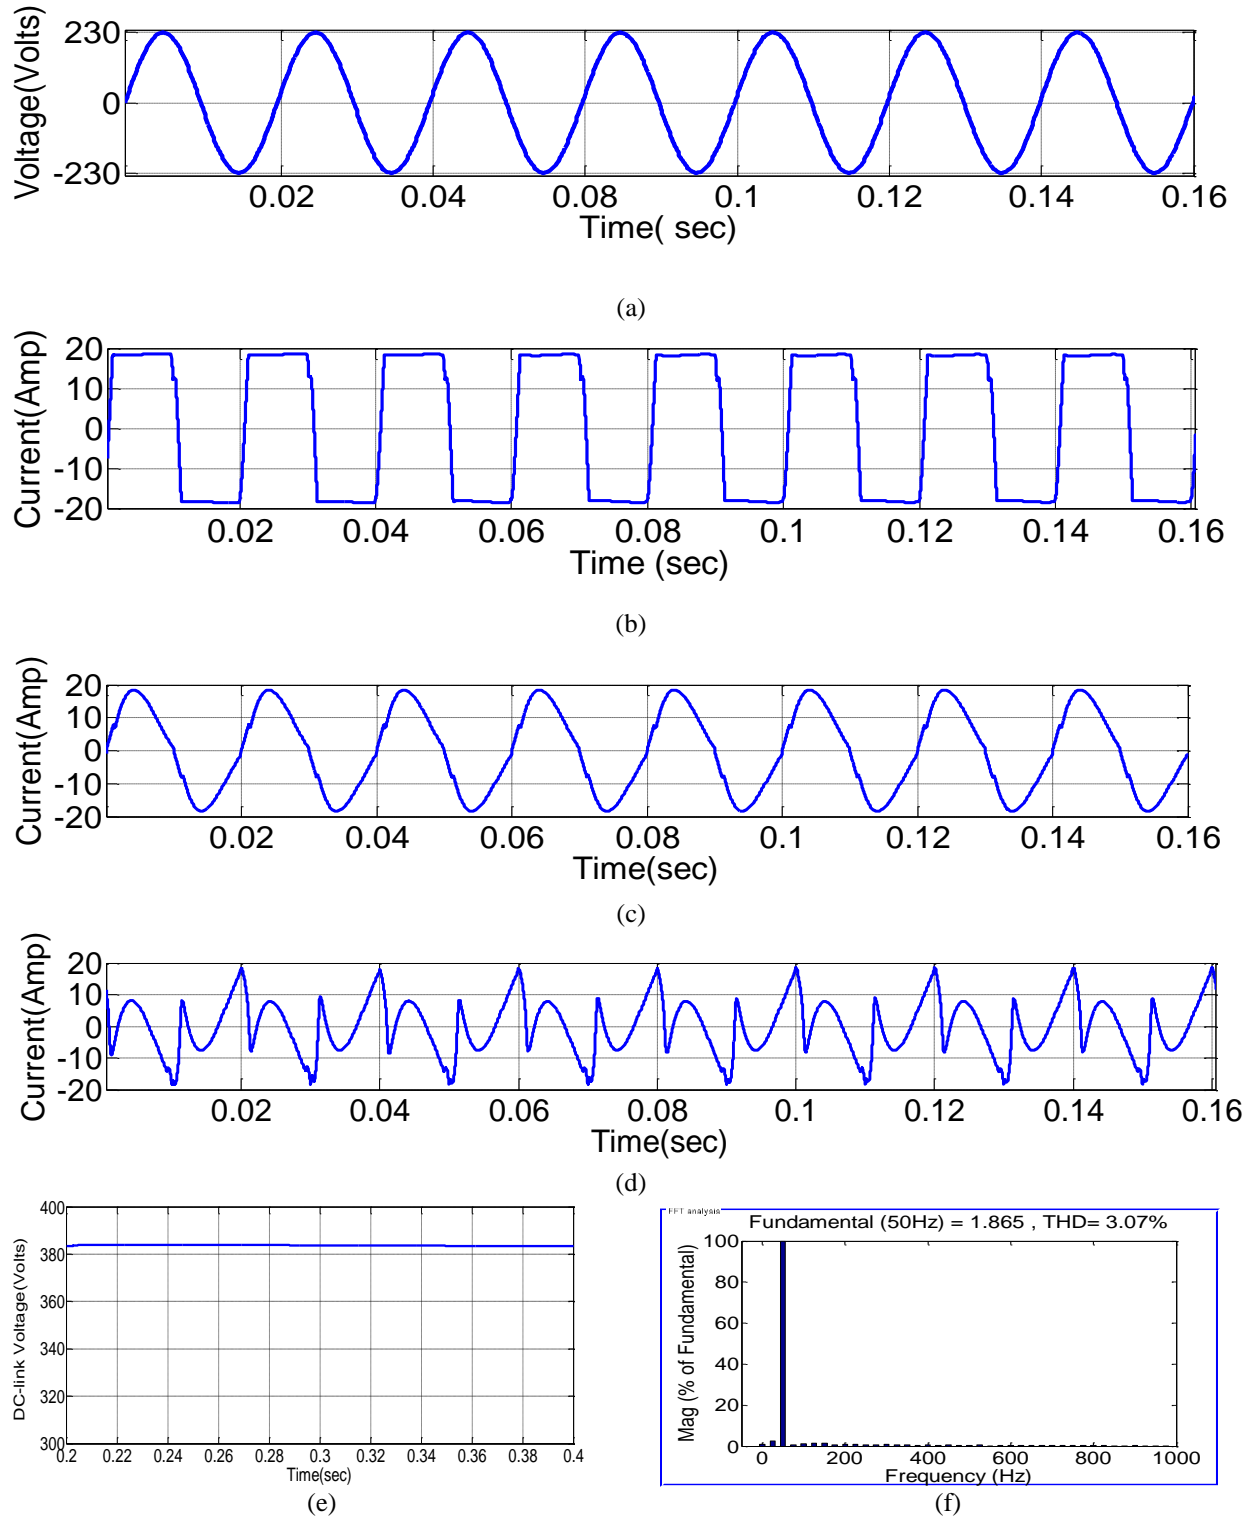 Voltage(Volts)
230
0
-230
0.02 0.04 0.06 0.08 0.1 0.12 0.14 0.16
Time( sec)
(a)
Current(Amp)
20
10
0
-10
-20
0.02 0.04 0.06 0.08 0.1 0.12 0.14 0.16
Time (sec)
(b)
Current(Amp)
20
10
0
-10
-20
0.02 0.04 0.06 0.08 0.1 0.12 0.14 0.16
Time(sec)
(c)
Current(Amp)
20
10
0
-10
-20
0.02 0.04 0.06 0.08 0.1 0.12 0.14 0.16
Time(sec)
(d)
DC-link Voltage(Volts)
400
380
360
340
320
300
0.2 0.22 0.24 0.26 0.28 0.3 0.32 0.34 0.36 0.38 0.4
Time(sec)
(e)
FFT analysis
Fundamental (50Hz) = 1.865 , THD= 3.07%
Mag (% of Fundamental)
100
80
60
40
20
0
0 200 400 600 800 1000
Frequency (Hz)
(f)